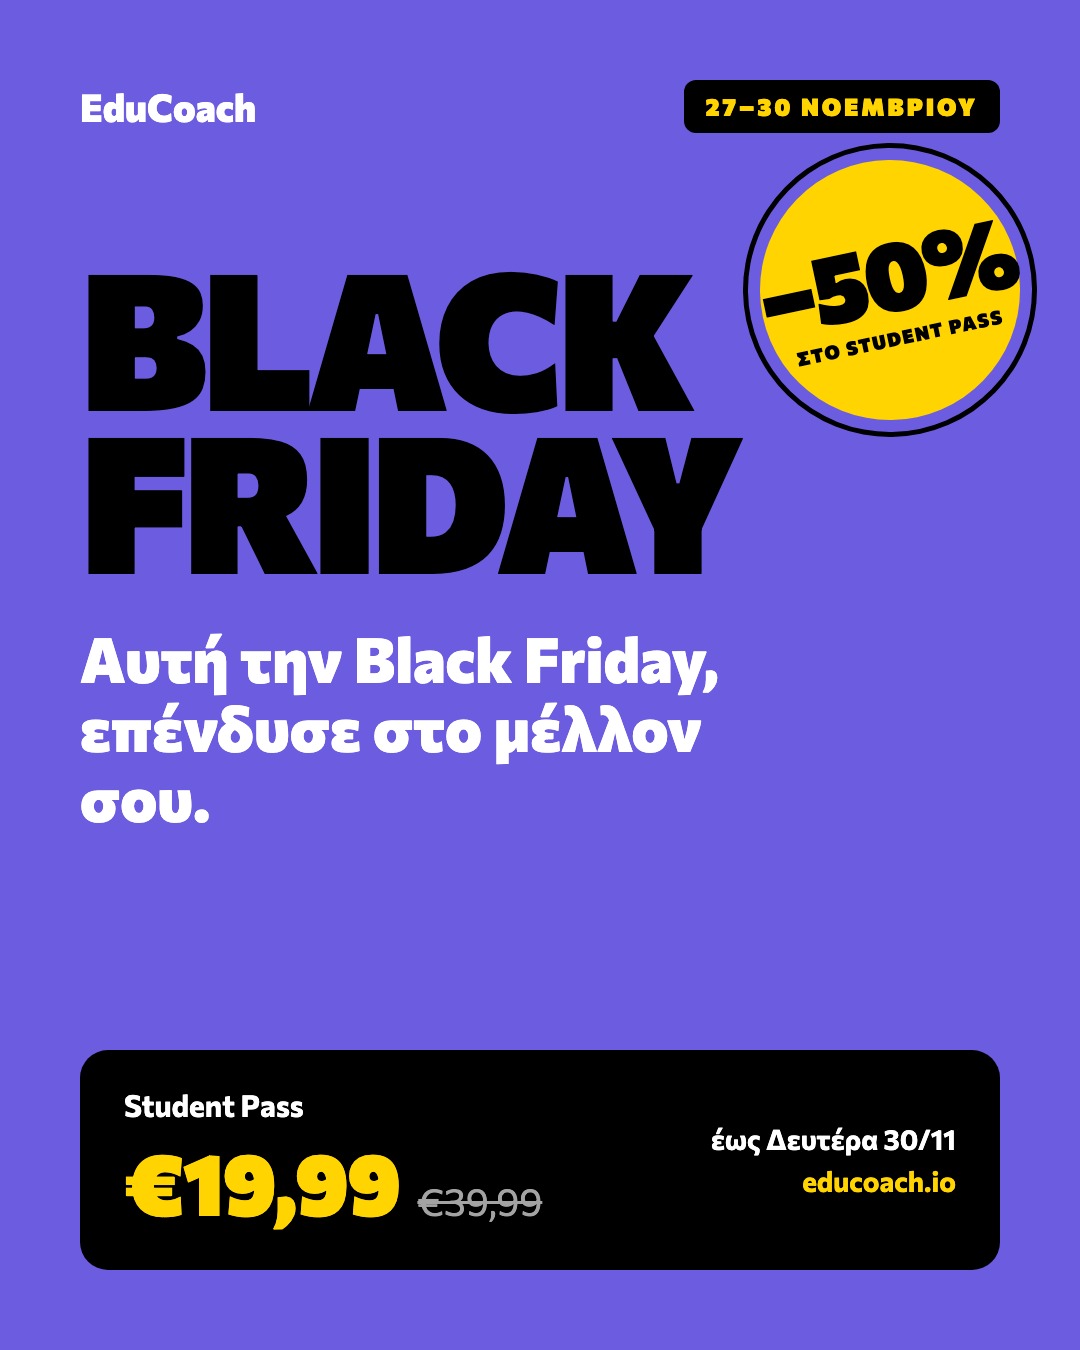 EduCoach
27–30 ΝΟΕΜΒΡΙΟΥ
–50%
ΣΤΟ STUDENT PASS
BLACK
FRIDAY
Αυτή την Black Friday,
επένδυσε στο μέλλον
σου.
Student Pass
€19,99 €39,99
έως Δευτέρα 30/11
educoach.io